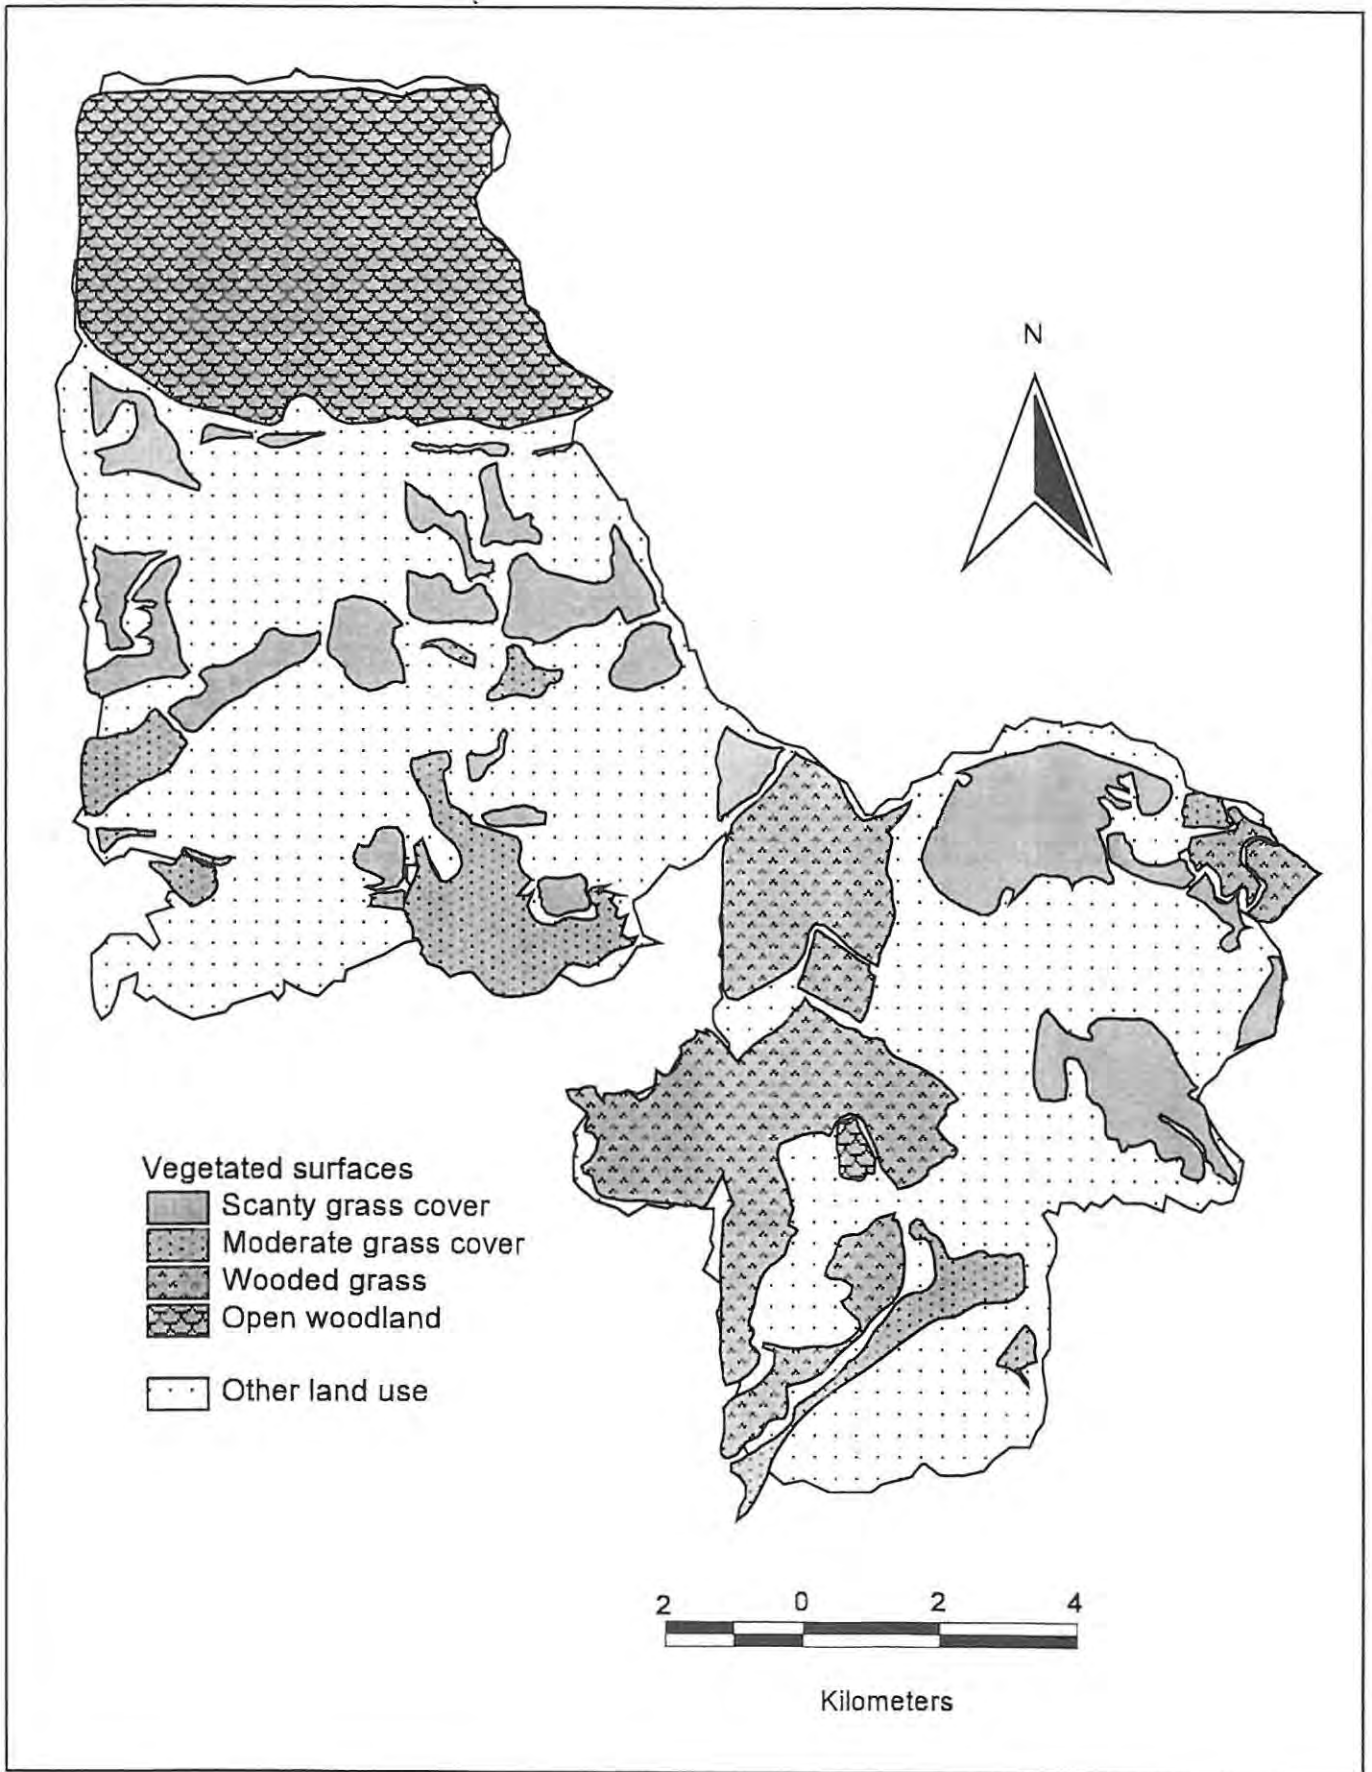 N
Vegetated surfaces
Scanty grass cover
Moderate grass cover
Wooded grass
Open woodland
Other land use
2 0 2 4
Kilometers